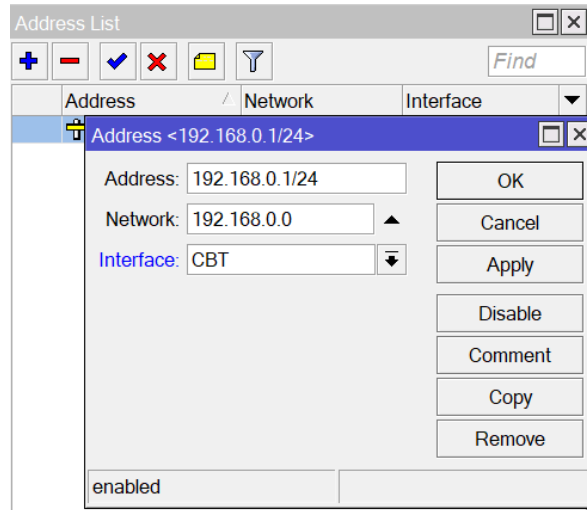 Address List
Find
Address Network Interface
Address <192.168.0.1/24>
Address: 192.168.0.1/24
OK
Network: 192.168.0.0
Cancel
Interface: CBT
Apply
Disable
Comment
Copy
Remove
enabled